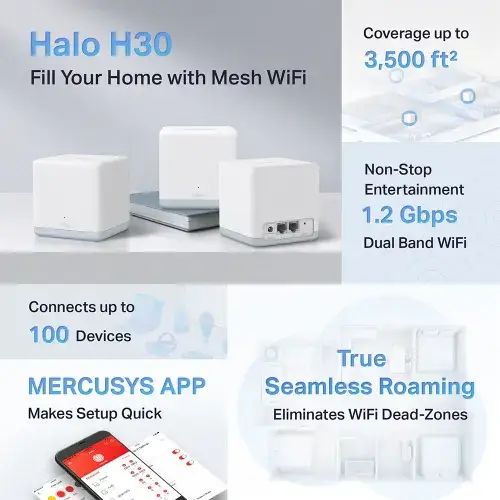 Halo H30
Fill Your Home with Mesh WiFi
Coverage up to
3,500 ft²
Non-Stop
Entertainment
1.2 Gbps
Dual Band WiFi
Connects up to
100 Devices
MERCUSYS APP
Makes Setup Quick
True
Seamless Roaming
Eliminates WiFi Dead-Zones